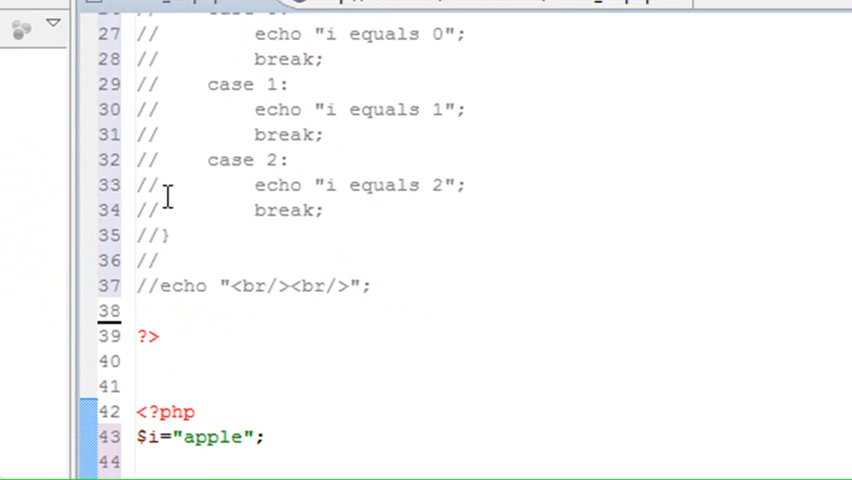 27 //        echo "i equals 0";
28 //        break;
29 //    case 1:
30 //        echo "i equals 1";
31 //        break;
32 //    case 2:
33 //        echo "i equals 2";
34 //        break;
35 //}
36 //
37 //echo "<br/><br/>";
38
39 ?>
40
41
42 <?php
43 $i="apple";
44